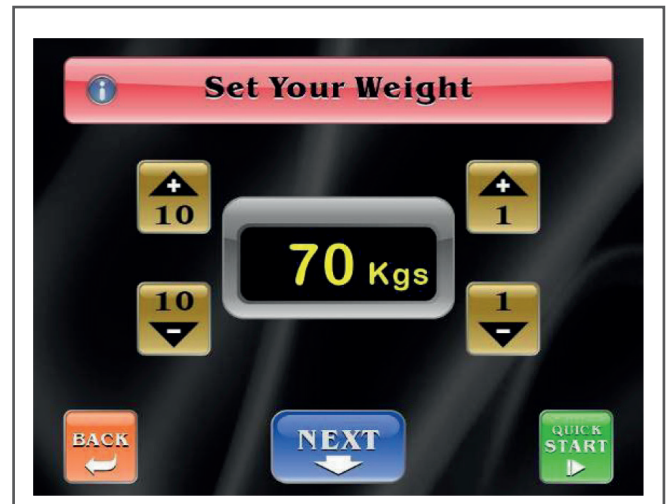 Set Your Weight
+
10
+
1
70 Kgs
10
-
1
-
BACK
NEXT
QUICK
START